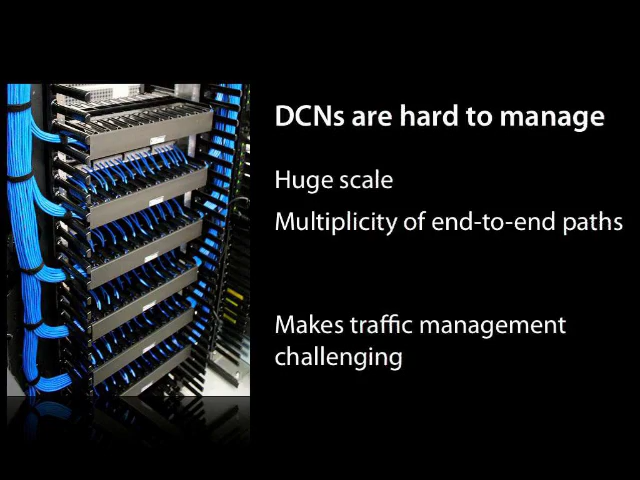 DCNs are hard to manage
Huge scale
Multiplicity of end-to-end paths
Makes traffic management
challenging